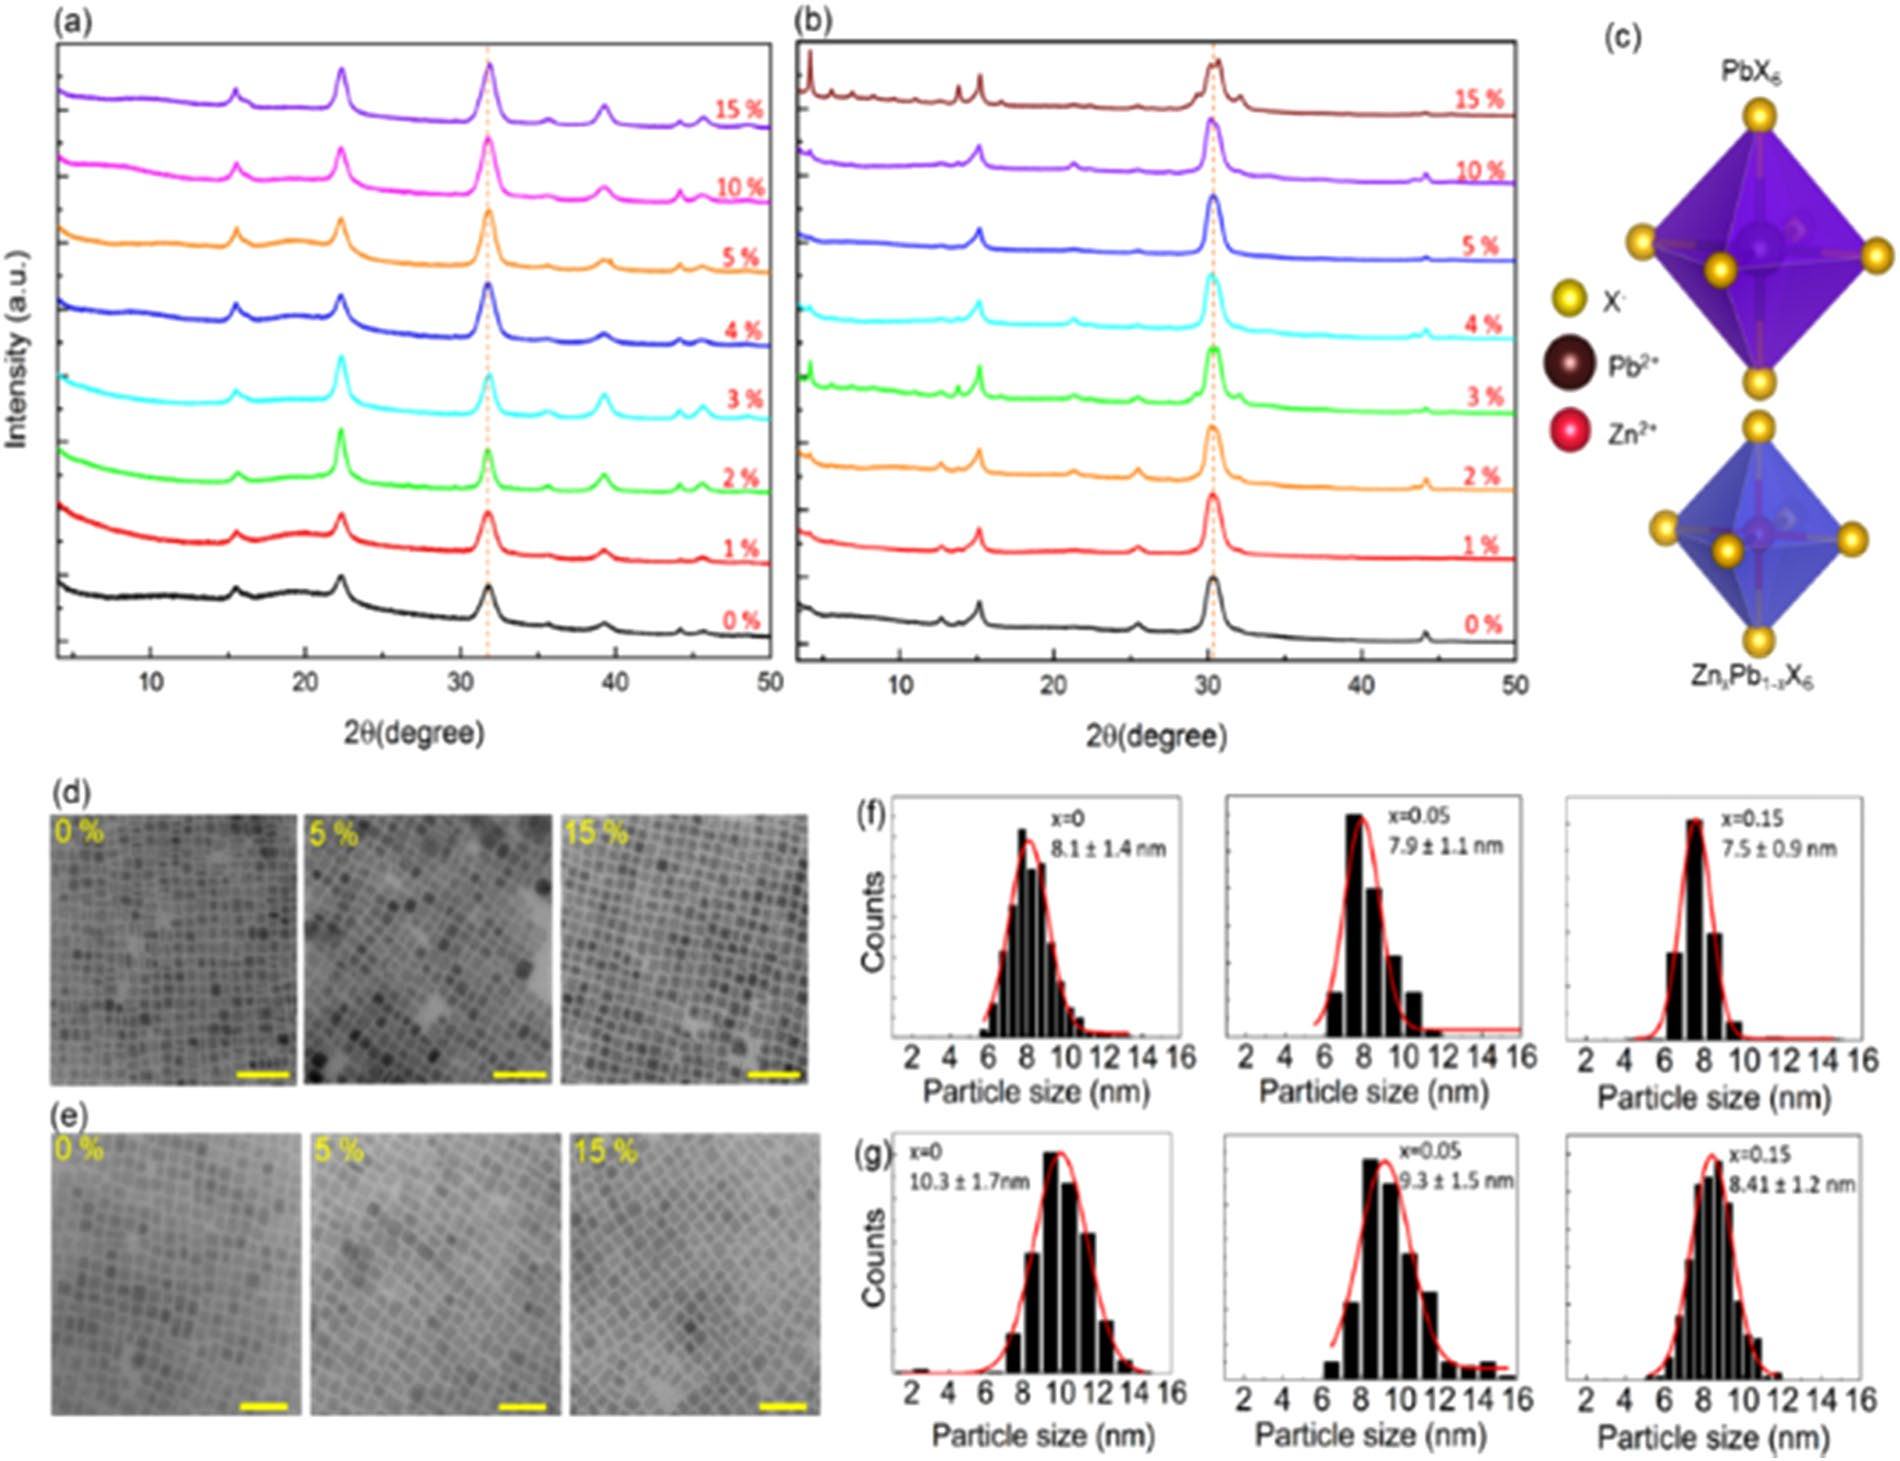 (a)
Intensity (a.u.)
15 %
10 %
5 %
4 %
3 %
2 %
1 %
0 %
10 20 30 40 50
2θ(degree)
(b)
15 %
10 %
5 %
4 %
3 %
2 %
1 %
0 %
10 20 30 40 50
2θ(degree)
(c)
PbX₆
X⁻
Pb²⁺
Zn²⁺
ZnₓPb₁₋ₓX₆
(d)
0 %
5 %
15 %
(e)
0 %
5 %
15 %
(f)
Counts
x=0
8.1 ± 1.4 nm
2 4 6 8 10 12 14 16
Particle size (nm)
x=0.05
7.9 ± 1.1 nm
2 4 6 8 10 12 14 16
Particle size (nm)
x=0.15
7.5 ± 0.9 nm
2 4 6 8 10 12 14 16
Particle size (nm)
(g)
Counts
x=0
10.3 ± 1.7nm
2 4 6 8 10 12 14 16
Particle size (nm)
x=0.05
9.3 ± 1.5 nm
2 4 6 8 10 12 14 16
Particle size (nm)
x=0.15
8.41 ± 1.2 nm
2 4 6 8 10 12 14 16
Particle size (nm)